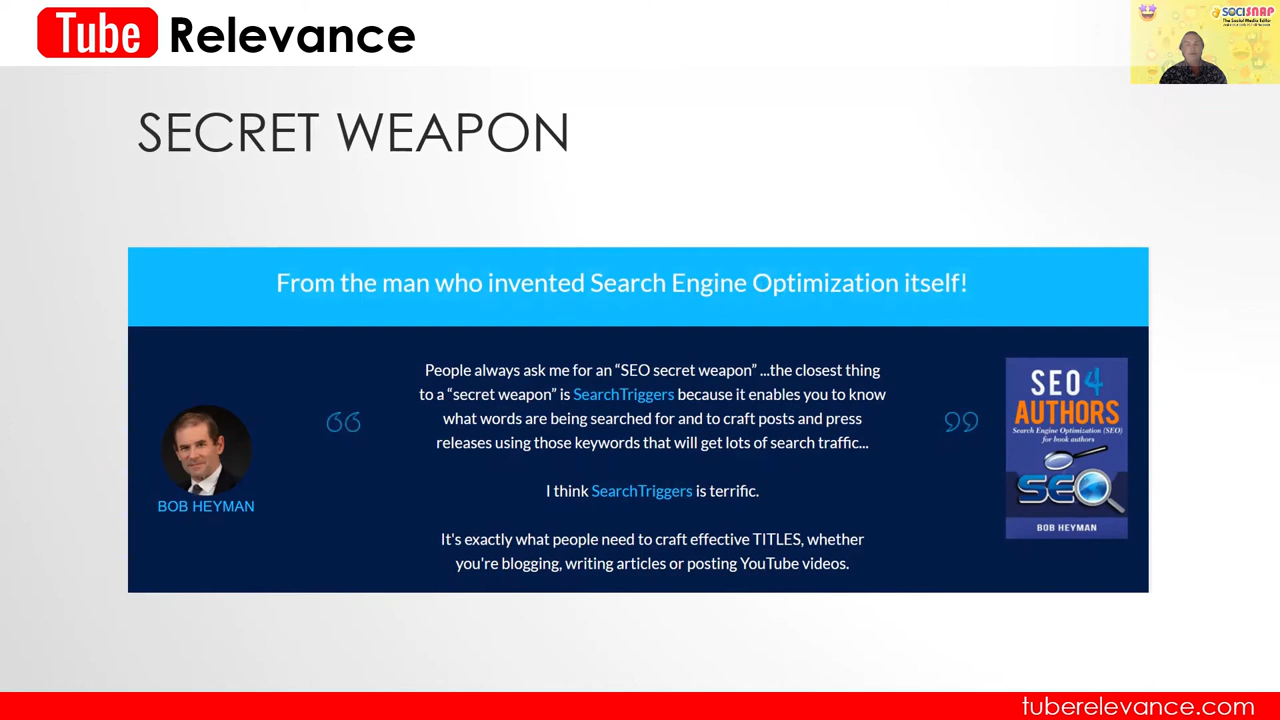 Tube Relevance
SOCISNAP
The Social Media Editor
SECRET WEAPON
From the man who invented Search Engine Optimization itself!
People always ask me for an “SEO secret weapon” ...the closest thing
to a “secret weapon” is SearchTriggers because it enables you to know
what words are being searched for and to craft posts and press
releases using those keywords that will get lots of search traffic...
I think SearchTriggers is terrific.
It's exactly what people need to craft effective TITLES, whether
you're blogging, writing articles or posting YouTube videos.
BOB HEYMAN
SEO4
AUTHORS
Search Engine Optimization (SEO)
for book authors
SEO
BOB HEYMAN
tuberelevance.com